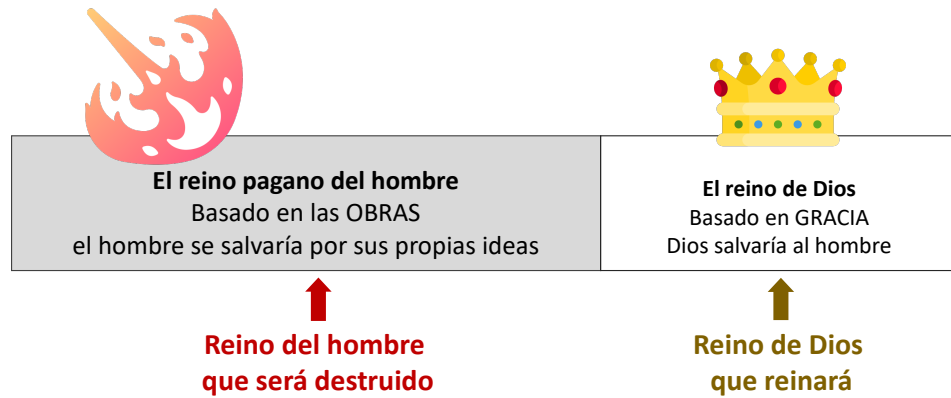 El reino pagano del hombre
Basado en las OBRAS
el hombre se salvaría por sus propias ideas
El reino de Dios
Basado en GRACIA
Dios salvaría al hombre
Reino del hombre
que será destruido
Reino de Dios
que reinará